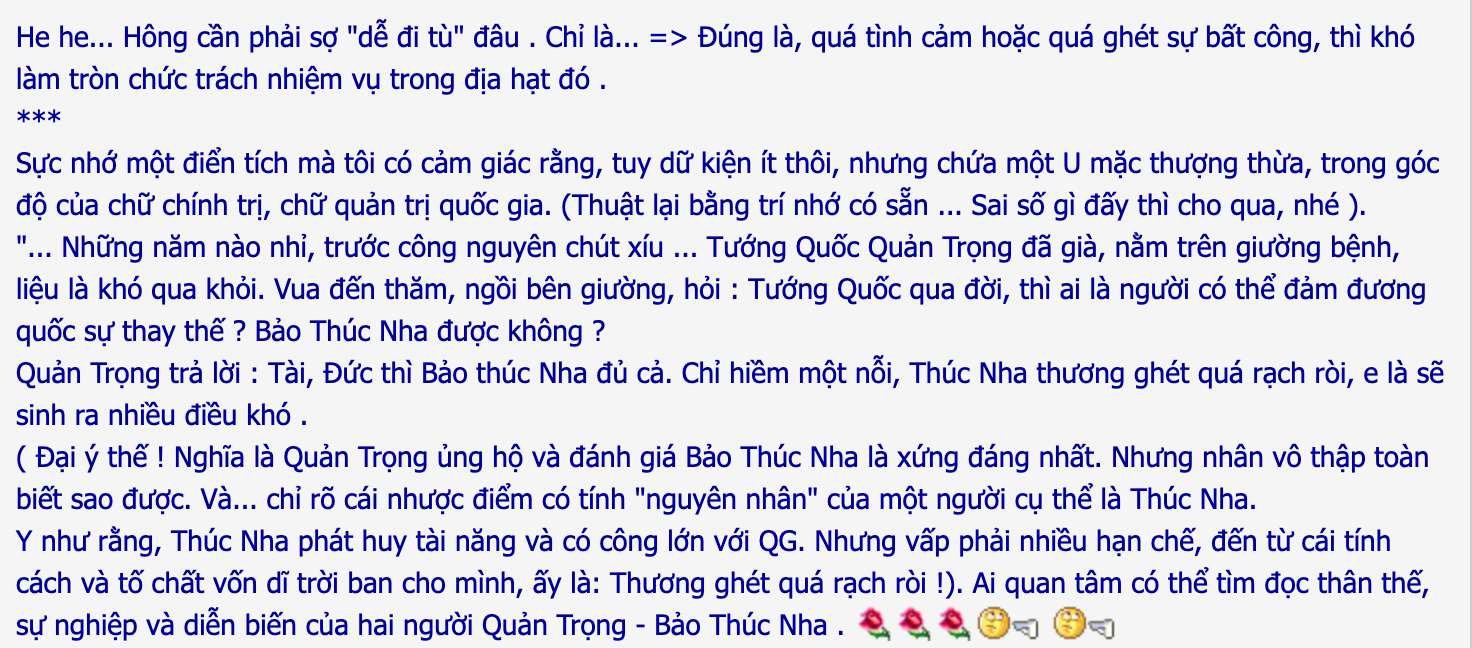 He he... Hông cần phải sợ "dễ đi tù" đâu . Chỉ là... => Đúng là, quá tình cảm hoặc quá ghét sự bất công, thì khó
làm tròn chức trách nhiệm vụ trong địa hạt đó .
***
Sực nhớ một điển tích mà tôi có cảm giác rằng, tuy dữ kiện ít thôi, nhưng chứa một U mặc thượng thừa, trong góc
độ của chữ chính trị, chữ quản trị quốc gia. (Thuật lại bằng trí nhớ có sẵn ... Sai số gì đấy thì cho qua, nhé ).
"... Những năm nào nhỉ, trước công nguyên chút xíu ... Tướng Quốc Quản Trọng đã già, nằm trên giường bệnh,
liệu là khó qua khỏi. Vua đến thăm, ngồi bên giường, hỏi : Tướng Quốc qua đời, thì ai là người có thể đảm đương
quốc sự thay thế ? Bảo Thúc Nha được không ?
Quản Trọng trả lời : Tài, Đức thì Bảo thúc Nha đủ cả. Chỉ hiềm một nỗi, Thúc Nha thương ghét quá rạch ròi, e là sẽ
sinh ra nhiều điều khó .
( Đại ý thế ! Nghĩa là Quản Trọng ủng hộ và đánh giá Bảo Thúc Nha là xứng đáng nhất. Nhưng nhân vô thập toàn
biết sao được. Và... chỉ rõ cái nhược điểm có tính "nguyên nhân" của một người cụ thể là Thúc Nha.
Y như rằng, Thúc Nha phát huy tài năng và có công lớn với QG. Nhưng vấp phải nhiều hạn chế, đến từ cái tính
cách và tố chất vốn dĩ trời ban cho mình, ấy là: Thương ghét quá rạch ròi !). Ai quan tâm có thể tìm đọc thân thế,
sự nghiệp và diễn biến của hai người Quản Trọng - Bảo Thúc Nha .